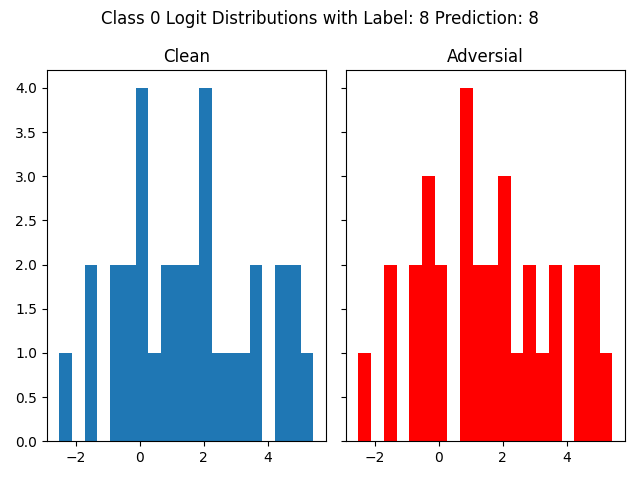 Class 0 Logit Distributions with Label: 8 Prediction: 8
Clean
Adversial
4.0
3.5
3.0
2.5
2.0
1.5
1.0
0.5
0.0
−2 0 2 4
−2 0 2 4